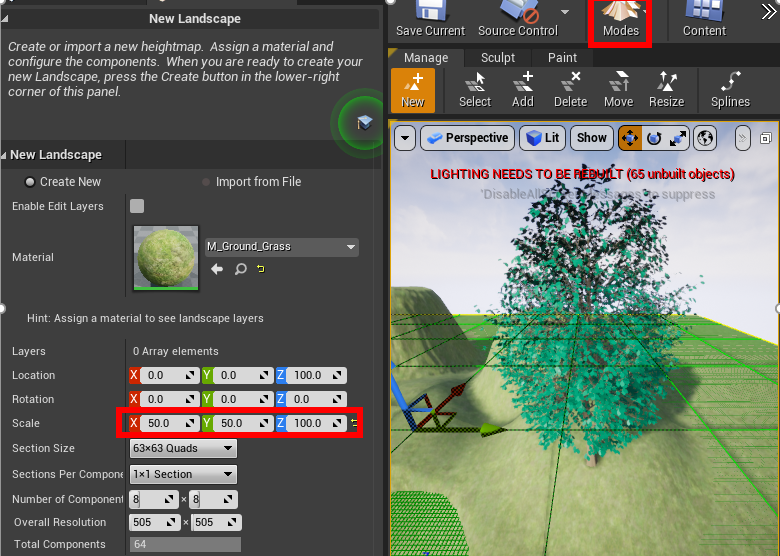 New Landscape
Create or import a new heightmap. Assign a material and
configure the components. When you are ready to create your
new Landscape, press the Create button in the lower-right
corner of this panel.
New Landscape
Create New
Import from File
Enable Edit Layers
Material
M_Ground_Grass
Hint: Assign a material to see landscape layers
Layers 0 Array elements
Location X 0.0 Y 0.0 Z 100.0
Rotation X 0.0 Y 0.0 Z 0.0
Scale X 50.0 Y 50.0 Z 100.0
Section Size 63×63 Quads
Sections Per Compone 1×1 Section
Number of Component 8 × 8
Overall Resolution 505 × 505
Total Components 64
Save Current
Source Control
Modes
Content
Manage Sculpt Paint
New Select Add Delete Move Resize Splines
Perspective Lit Show
LIGHTING NEEDS TO BE REBUILT (65 unbuilt objects)
to suppress